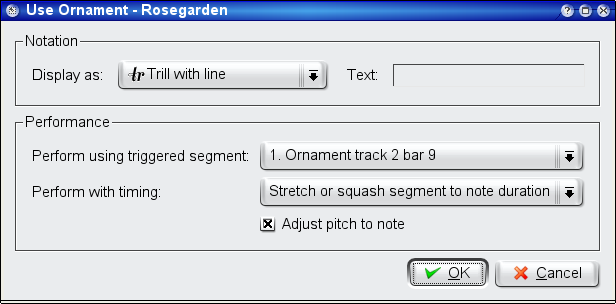 Use Ornament - Rosegarden
Notation
Display as: tr Trill with line Text:
Performance
Perform using triggered segment: 1. Ornament track 2 bar 9
Perform with timing: Stretch or squash segment to note duration
Adjust pitch to note
OK Cancel